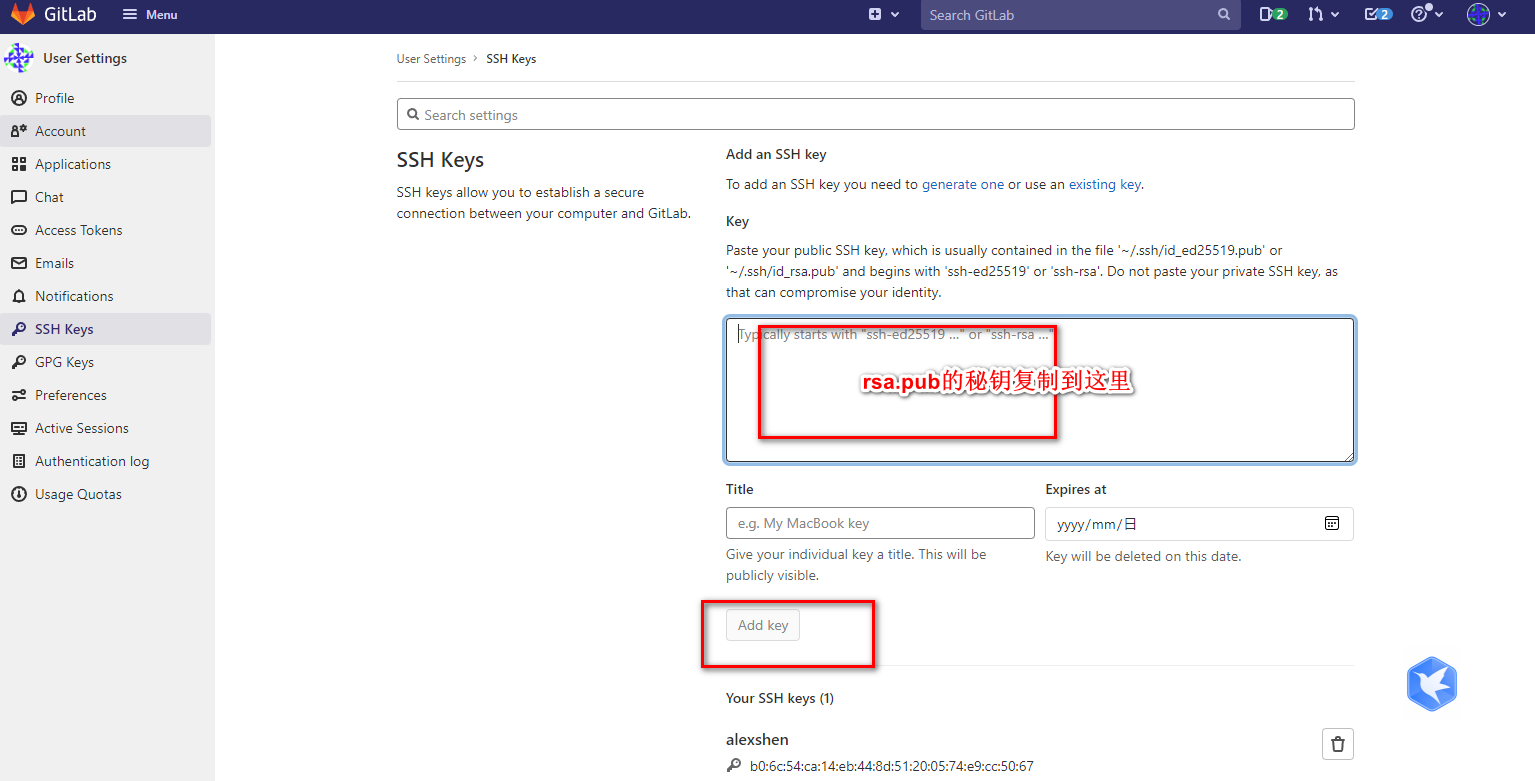 GitLab
Menu
Search GitLab
2
2
User Settings
Profile
Account
Applications
Chat
Access Tokens
Emails
Notifications
SSH Keys
GPG Keys
Preferences
Active Sessions
Authentication log
Usage Quotas
User Settings > SSH Keys
Search settings
SSH Keys
SSH keys allow you to establish a secure
connection between your computer and GitLab.
Add an SSH key
To add an SSH key you need to generate one or use an existing key.
Key
Paste your public SSH key, which is usually contained in the file '~/.ssh/id_ed25519.pub' or
'~/.ssh/id_rsa.pub' and begins with 'ssh-ed25519' or 'ssh-rsa'. Do not paste your private SSH key, as
that can compromise your identity.
Typically starts with "ssh-ed25519 ..." or "ssh-rsa ..."
rsa.pub的秘钥复制到这里
Title
Expires at
e.g. My MacBook key
yyyy/mm/日
Give your individual key a title. This will be
publicly visible.
Key will be deleted on this date.
Add key
Your SSH keys (1)
alexshen
b0:6c:54:ca:14:eb:44:8d:51:20:05:74:e9:cc:50:67